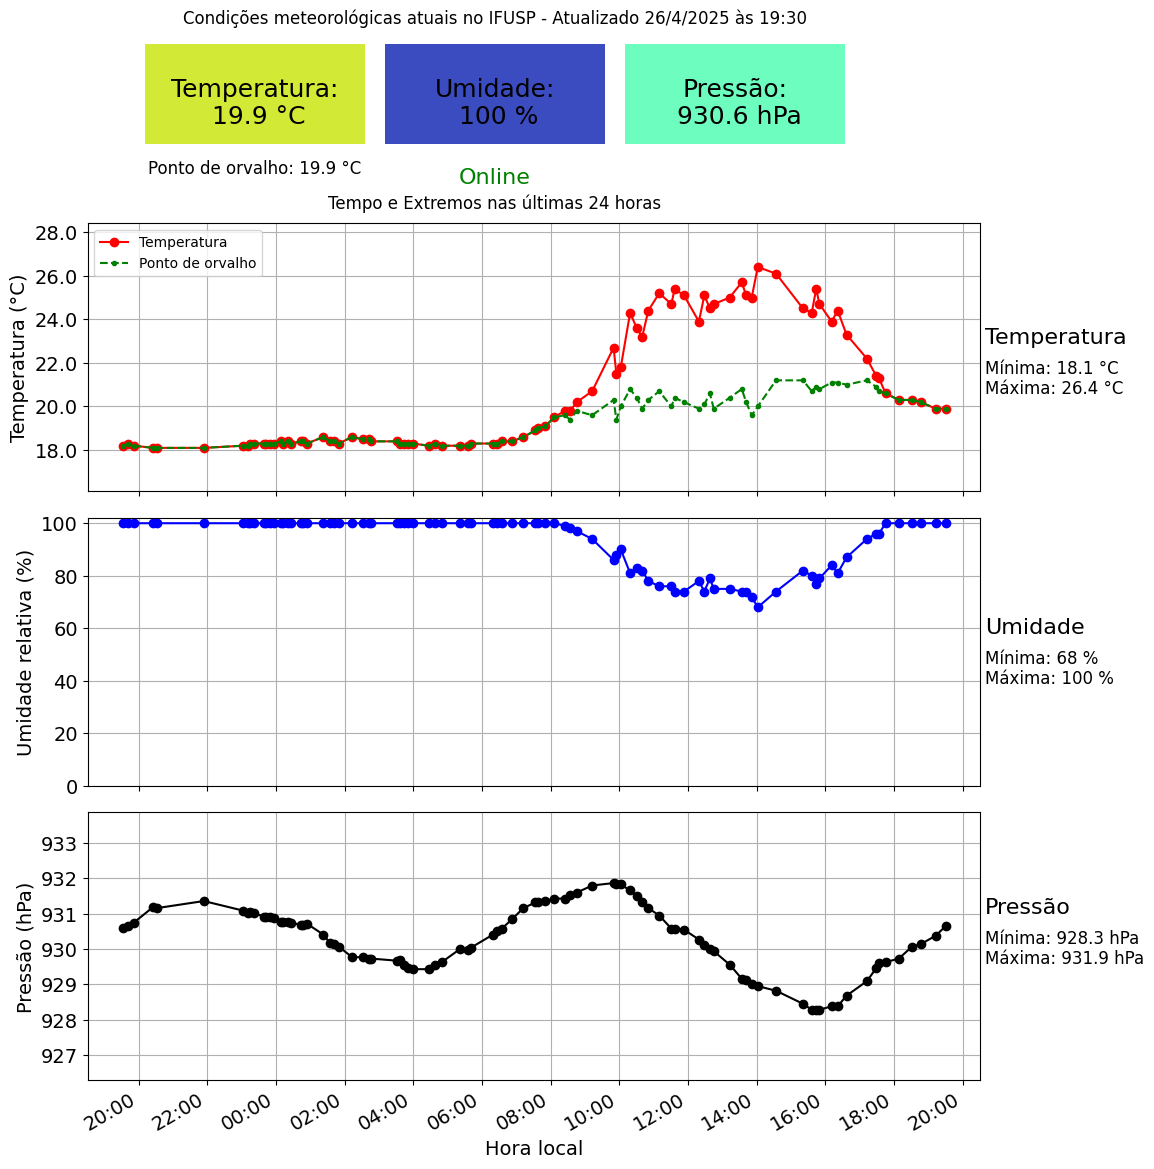 Condições meteorológicas atuais no IFUSP - Atualizado 26/4/2025 às 19:30
Temperatura:
19.9 °C
Umidade:
100 %
Pressão:
930.6 hPa
Ponto de orvalho: 19.9 °C
Online
Tempo e Extremos nas últimas 24 horas
Temperatura (°C)
28.0
26.0
24.0
22.0
20.0
18.0
Temperatura
Ponto de orvalho
Temperatura
Mínima: 18.1 °C
Máxima: 26.4 °C
Umidade relativa (%)
100
80
60
40
20
0
Umidade
Mínima: 68 %
Máxima: 100 %
Pressão (hPa)
933
932
931
930
929
928
927
Pressão
Mínima: 928.3 hPa
Máxima: 931.9 hPa
20:00 22:00 00:00 02:00 04:00 06:00 08:00 10:00 12:00 14:00 16:00 18:00 20:00
Hora local